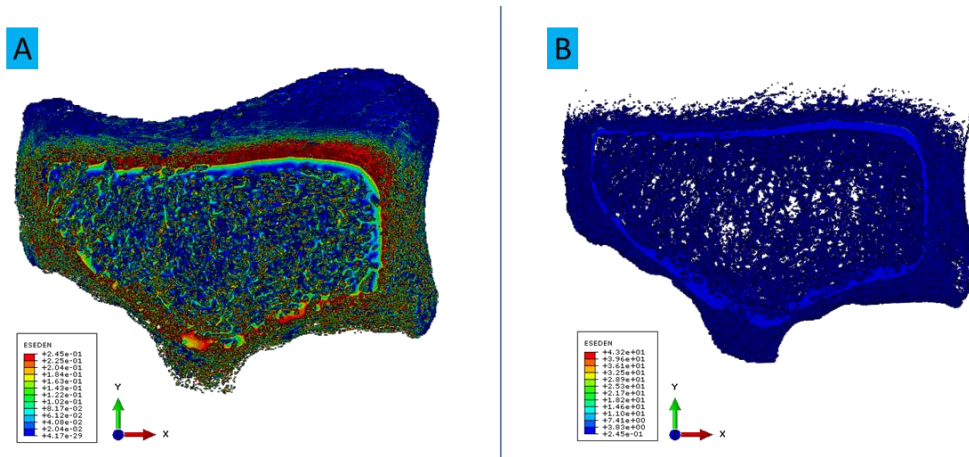 A
B
ESEDEN
+2.45e-01
+2.25e-01
+2.04e-01
+1.84e-01
+1.63e-01
+1.43e-01
+1.22e-01
+1.02e-01
+8.17e-02
+6.12e-02
+4.08e-02
+2.04e-02
+4.17e-29
Y
X
ESEDEN
+4.32e+01
+3.96e+01
+3.61e+01
+3.25e+01
+2.89e+01
+2.53e+01
+2.17e+01
+1.82e+01
+1.46e+01
+1.10e+01
+7.41e+00
+3.83e+00
+2.45e-01
Y
X